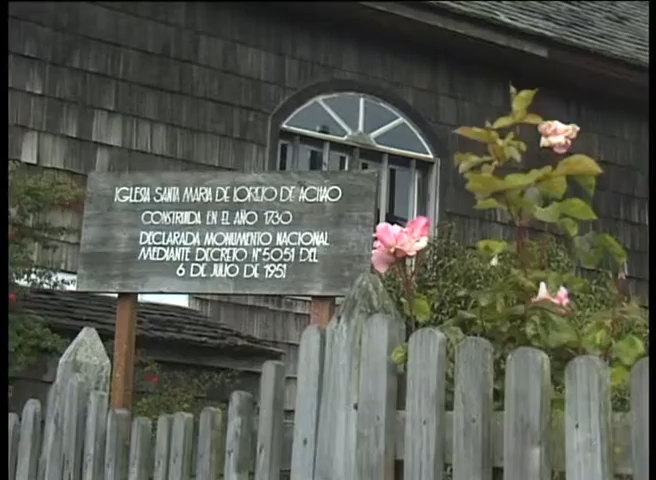 IGLESIA SANTA MARIA DE LORETO DE ACHAO
CONSTRUIDA EN EL AÑO 1730
DECLARADA MONUMENTO NACIONAL
MEDIANTE DECRETO Nº5051 DEL
6 DE JULIO DE 1951